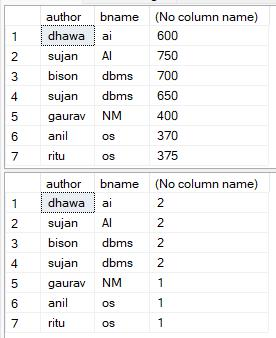 author bname (No column name)
1 dhawa ai 600
2 sujan AI 750
3 bison dbms 700
4 sujan dbms 650
5 gaurav NM 400
6 anil os 370
7 ritu os 375
author bname (No column name)
1 dhawa ai 2
2 sujan AI 2
3 bison dbms 2
4 sujan dbms 2
5 gaurav NM 1
6 anil os 1
7 ritu os 1